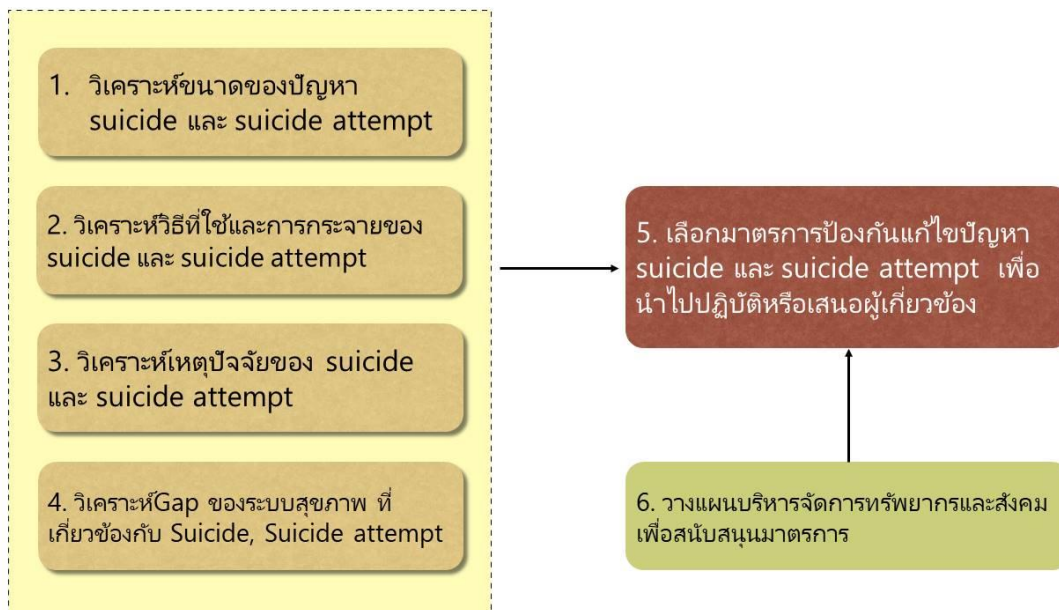 1. วิเคราะห์ขนาดของปัญหา
suicide และ suicide attempt
2. วิเคราะห์วิธีที่ใช้และการกระจายของ
suicide และ suicide attempt
3. วิเคราะห์เหตุปัจจัยของ suicide
และ suicide attempt
4. วิเคราะห์Gap ของระบบสุขภาพ ที่
เกี่ยวข้องกับ Suicide, Suicide attempt
5. เลือกมาตรการป้องกันแก้ไขปัญหา
suicide และ suicide attempt เพื่อ
นำไปปฏิบัติหรือเสนอผู้เกี่ยวข้อง
6. วางแผนบริหารจัดการทรัพยากรและสังคม
เพื่อสนับสนุนมาตรการ